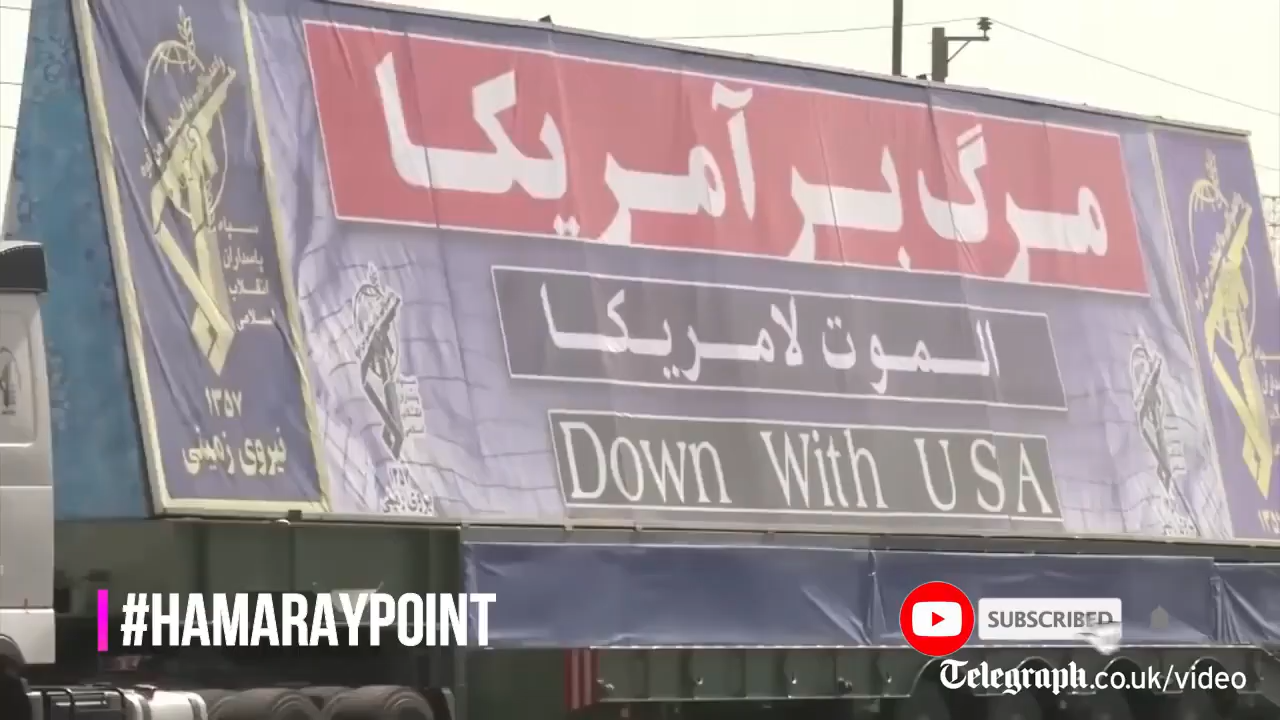 مرگ بر آمریکا
الموت لامریکا
Down With USA
سپاه
پاسداران
انقلاب
اسلامی
۱۳۵۷
نیروی زمینی
#HAMARAYPOINT
SUBSCRIBED
Telegraph.co.uk/video